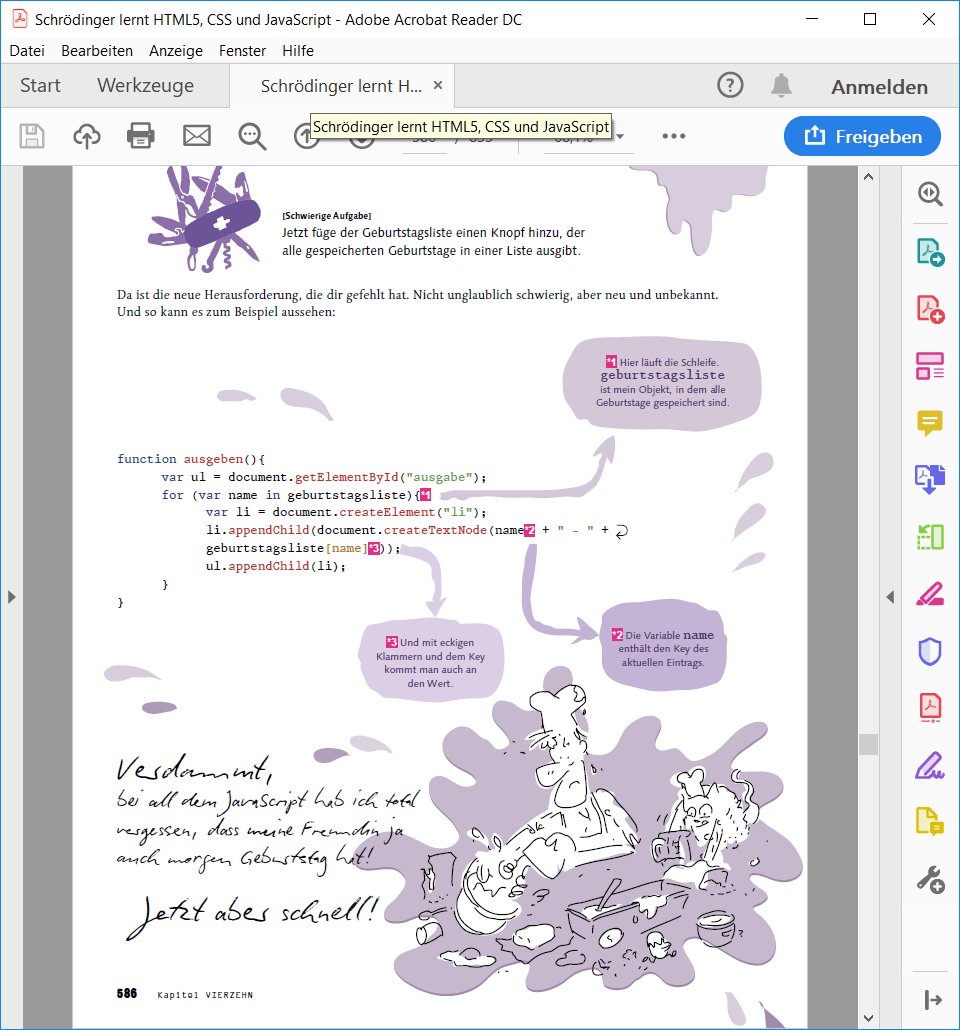 Schrödinger lernt HTML5, CSS und JavaScript - Adobe Acrobat Reader DC
Datei Bearbeiten Anzeige Fenster Hilfe
Start Werkzeuge Schrödinger lernt H... × Anmelden
Schrödinger lernt HTML5, CSS und JavaScript
Freigeben
[Schwierige Aufgabe]
Jetzt füge der Geburtstagsliste einen Knopf hinzu, der
alle gespeicherten Geburtstage in einer Liste ausgibt.
Da ist die neue Herausforderung, die dir gefehlt hat. Nicht unglaublich schwierig, aber neu und unbekannt.
Und so kann es zum Beispiel aussehen:
*1 Hier läuft die Schleife.
geburtstagsliste
ist mein Objekt, in dem alle
Geburtstage gespeichert sind.
function ausgeben(){
var ul = document.getElementById("ausgabe");
for (var name in geburtstagsliste){*1
var li = document.createElement("li");
li.appendChild(document.createTextNode(name*2 + " - " +
geburtstagsliste[name]*3));
ul.appendChild(li);
}
}
*3 Und mit eckigen
Klammern und dem Key
kommt man auch an
den Wert.
*2 Die Variable name
enthält den Key des
aktuellen Eintrags.
Verdammt,
bei all dem JavaScript hab ich total
vergessen, dass meine Freundin ja
auch morgen Geburtstag hat!
Jetzt aber schnell!
586 Kapitel VIERZEHN